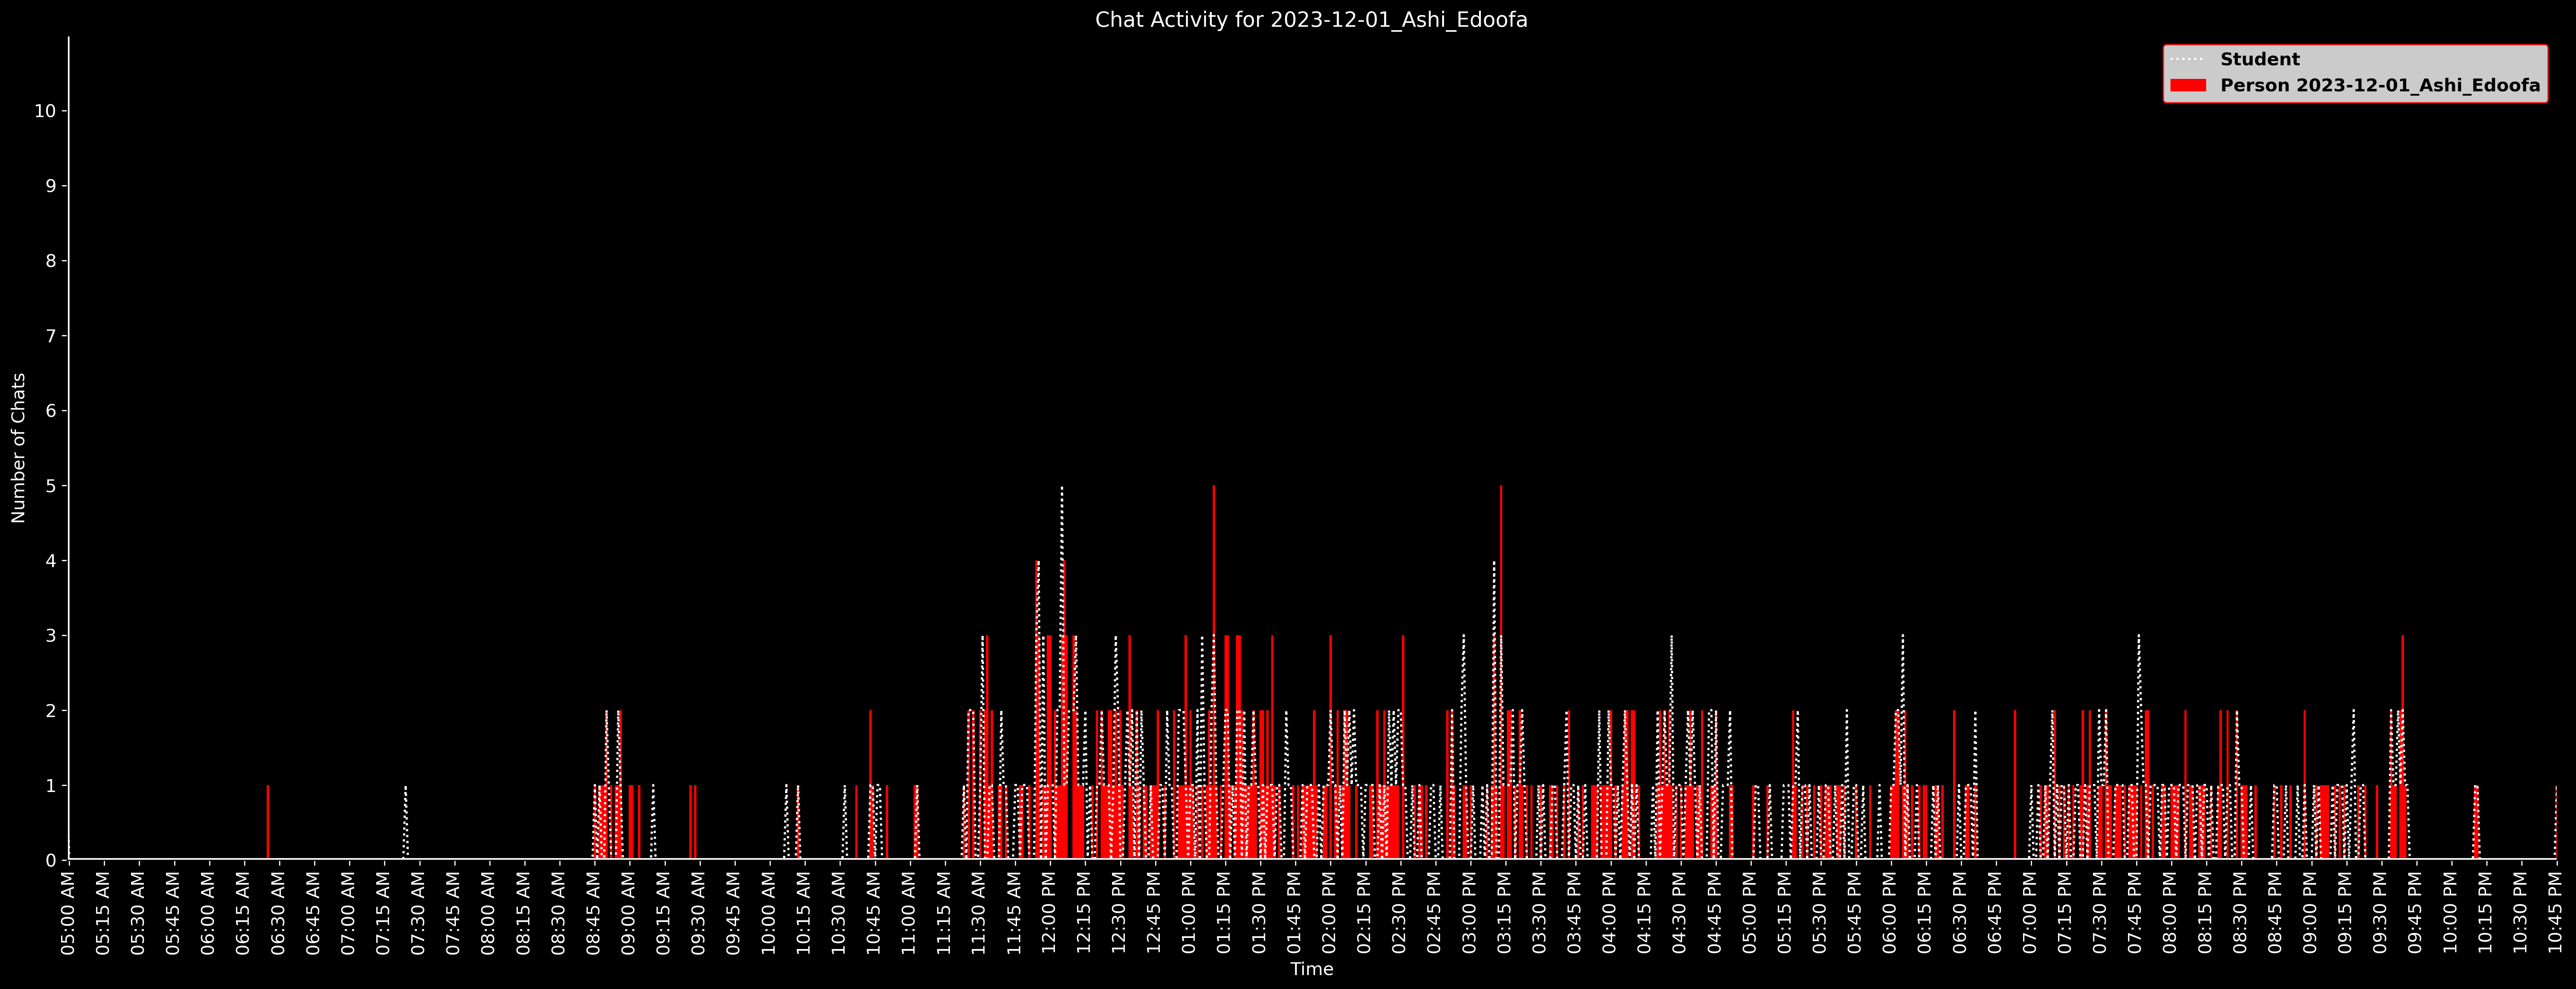 Chat Activity for 2023-12-01_Ashi_Edoofa
Student
Person 2023-12-01_Ashi_Edoofa
Number of Chats
10
9
8
7
6
5
4
3
2
1
0
05:00 AM
05:15 AM
05:30 AM
05:45 AM
06:00 AM
06:15 AM
06:30 AM
06:45 AM
07:00 AM
07:15 AM
07:30 AM
07:45 AM
08:00 AM
08:15 AM
08:30 AM
08:45 AM
09:00 AM
09:15 AM
09:30 AM
09:45 AM
10:00 AM
10:15 AM
10:30 AM
10:45 AM
11:00 AM
11:15 AM
11:30 AM
11:45 AM
12:00 PM
12:15 PM
12:30 PM
12:45 PM
01:00 PM
01:15 PM
01:30 PM
01:45 PM
02:00 PM
02:15 PM
02:30 PM
02:45 PM
03:00 PM
03:15 PM
03:30 PM
03:45 PM
04:00 PM
04:15 PM
04:30 PM
04:45 PM
05:00 PM
05:15 PM
05:30 PM
05:45 PM
06:00 PM
06:15 PM
06:30 PM
06:45 PM
07:00 PM
07:15 PM
07:30 PM
07:45 PM
08:00 PM
08:15 PM
08:30 PM
08:45 PM
09:00 PM
09:15 PM
09:30 PM
09:45 PM
10:00 PM
10:15 PM
10:30 PM
10:45 PM
Time